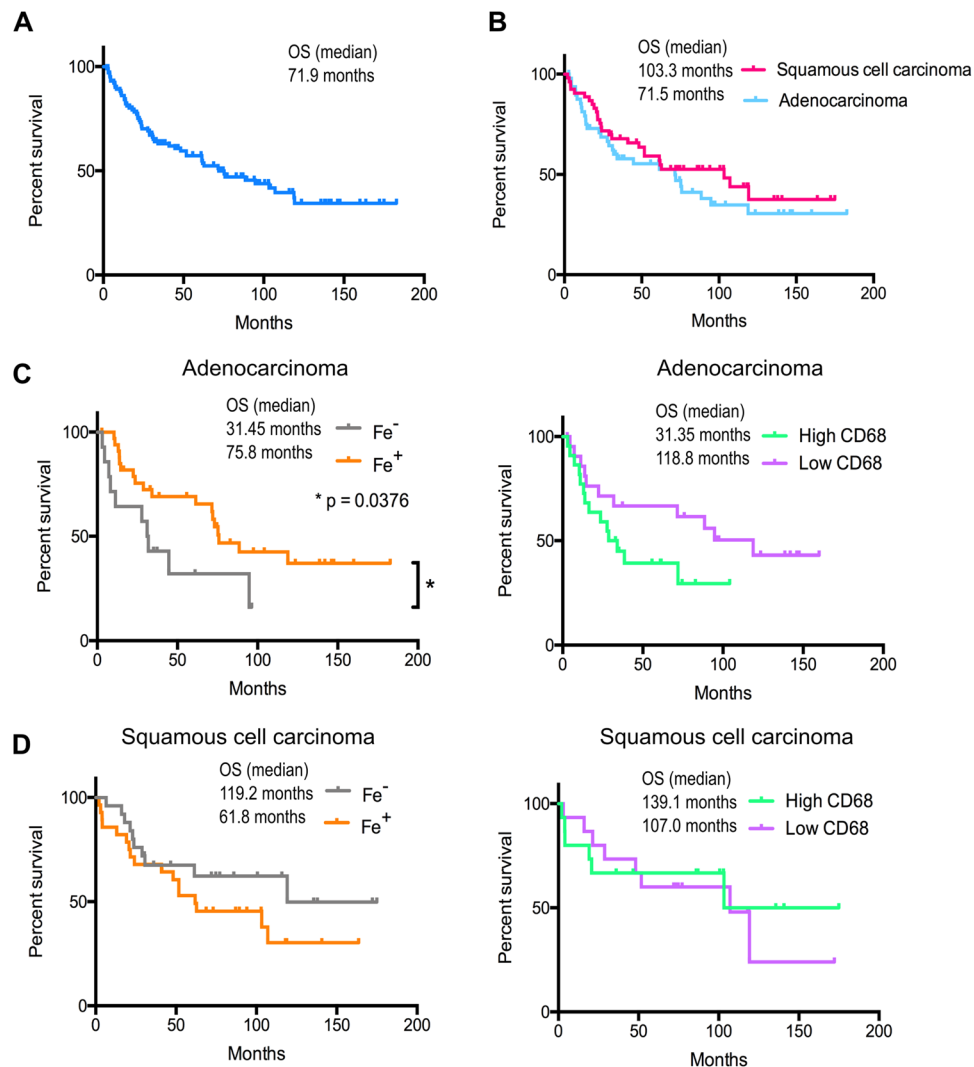 A
OS (median)
71.9 months
Percent survival
100
50
0
0 50 100 150 200
Months
B
OS (median)
103.3 months Squamous cell carcinoma
71.5 months Adenocarcinoma
Percent survival
100
50
0
0 50 100 150 200
Months
C
Adenocarcinoma
OS (median)
31.45 months Fe-
75.8 months Fe+
* p = 0.0376
*
Percent survival
100
50
0
0 50 100 150 200
Months
Adenocarcinoma
OS (median)
31.35 months High CD68
118.8 months Low CD68
Percent survival
100
50
0
0 50 100 150 200
Months
D
Squamous cell carcinoma
OS (median)
119.2 months Fe-
61.8 months Fe+
Percent survival
100
50
0
0 50 100 150 200
Months
Squamous cell carcinoma
OS (median)
139.1 months High CD68
107.0 months Low CD68
Percent survival
100
50
0
0 50 100 150 200
Months